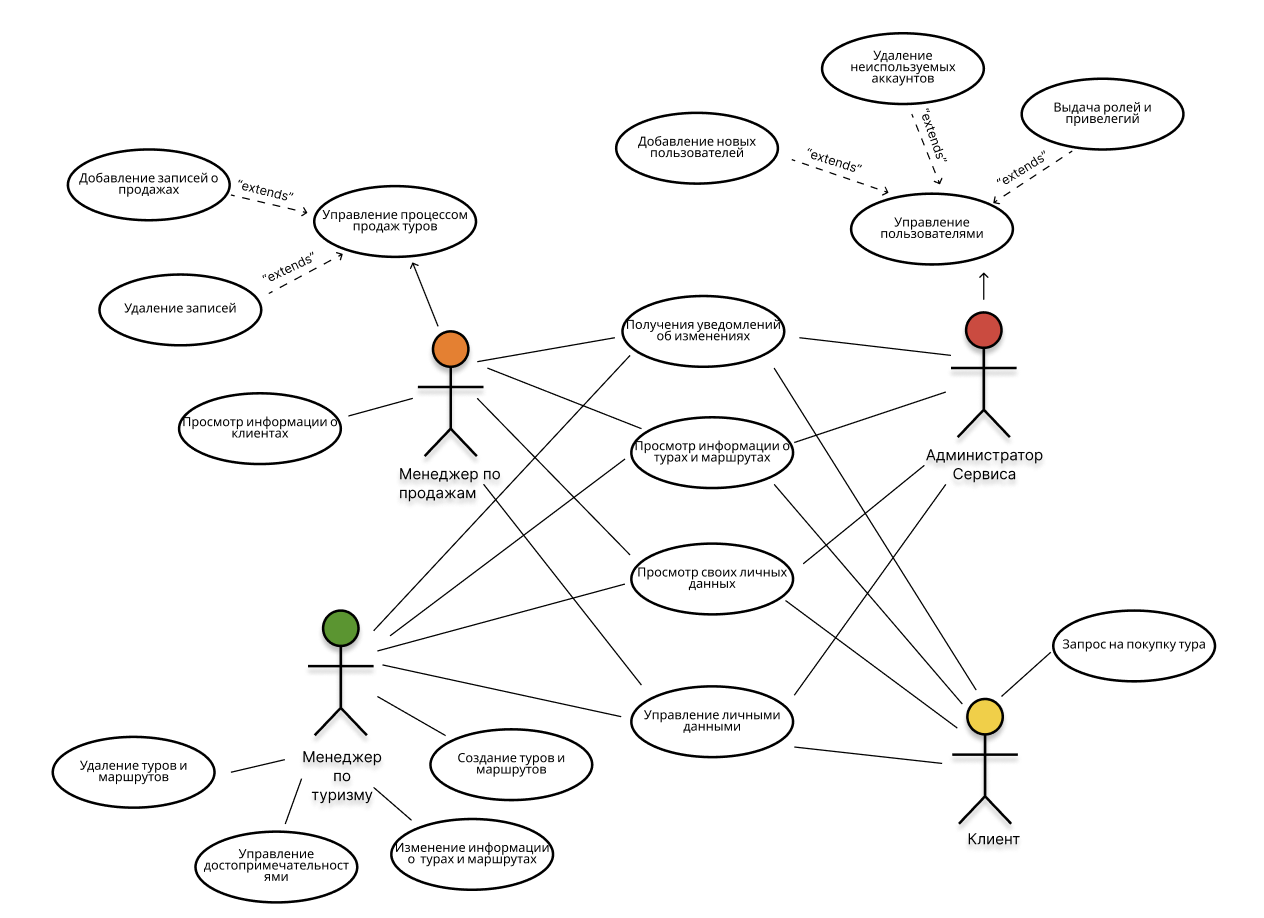 Удаление
неиспользуемых
аккаунтов
Выдача ролей и
привелегий
Добавление новых
пользователей
"extends"
"extends"
"extends"
Управление
пользователями
Добавление записей о
продажах
"extends"
Управление процессом
продаж туров
"extends"
Удаление записей
Получения уведомлений
об изменениях
Просмотр информации о
клиентах
Просмотр информации о
турах и маршрутах
Менеджер по
продажам
Администратор
Сервиса
Просмотр своих личных
данных
Запрос на покупку тура
Управление личными
данными
Менеджер
по
туризму
Создание туров и
маршрутов
Удаление туров и
маршрутов
Управление
достопримечательност
ями
Изменение информации
о турах и маршрутах
Клиент